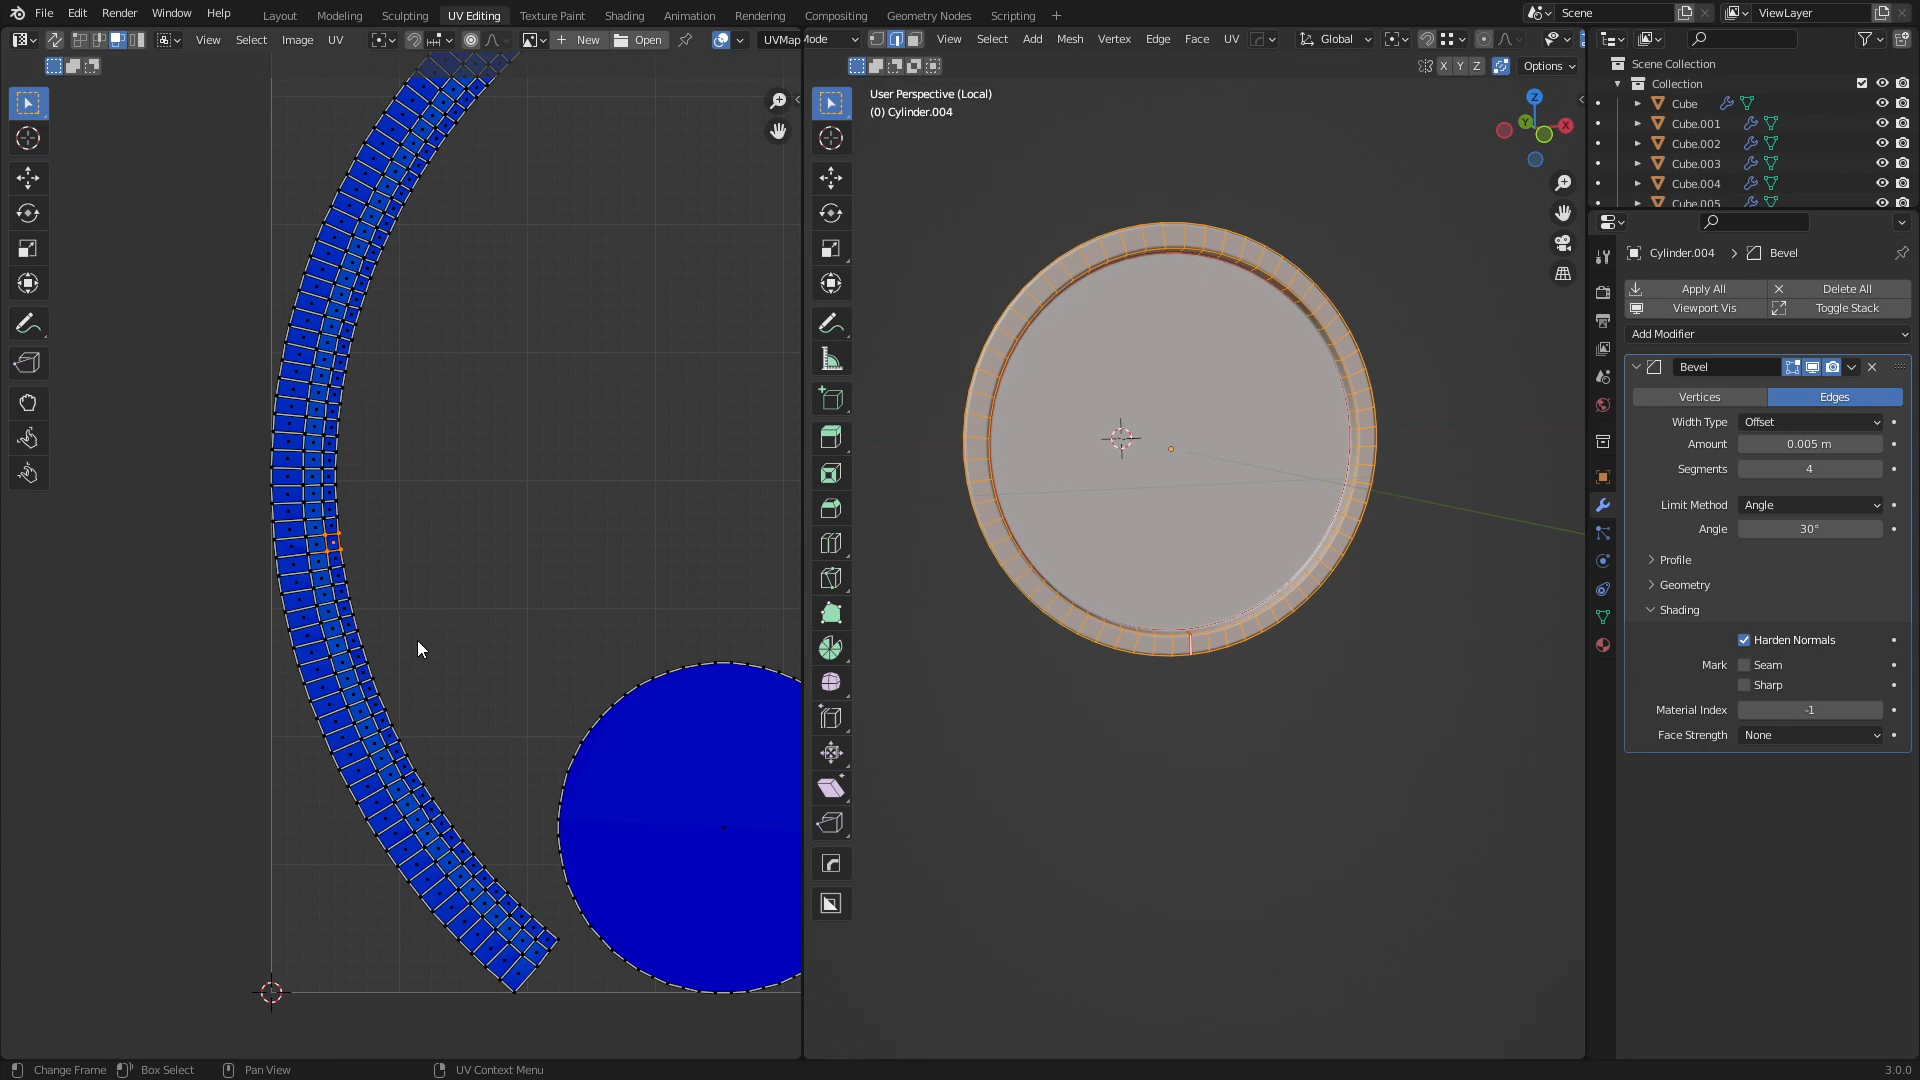 File Edit Render Window Help
Layout Modeling Sculpting UV Editing Texture Paint Shading Animation Rendering Compositing Geometry Nodes Scripting +
Scene
ViewLayer
View Select Image UV
New Open
UVMap
Mode
View Select Add Mesh Vertex Edge Face UV
Global
X Y Z
Options
User Perspective (Local)
(0) Cylinder.004
Z
Y
X
Scene Collection
Collection
Cube
Cube.001
Cube.002
Cube.003
Cube.004
Cube.005
Cylinder.004 > Bevel
Apply All
Delete All
Viewport Vis
Toggle Stack
Add Modifier
Bevel
Vertices
Edges
Width Type Offset
Amount 0.005 m
Segments 4
Limit Method Angle
Angle 30°
Profile
Geometry
Shading
Harden Normals
Mark Seam
Sharp
Material Index -1
Face Strength None
Change Frame
Box Select
Pan View
UV Context Menu
3.0.0